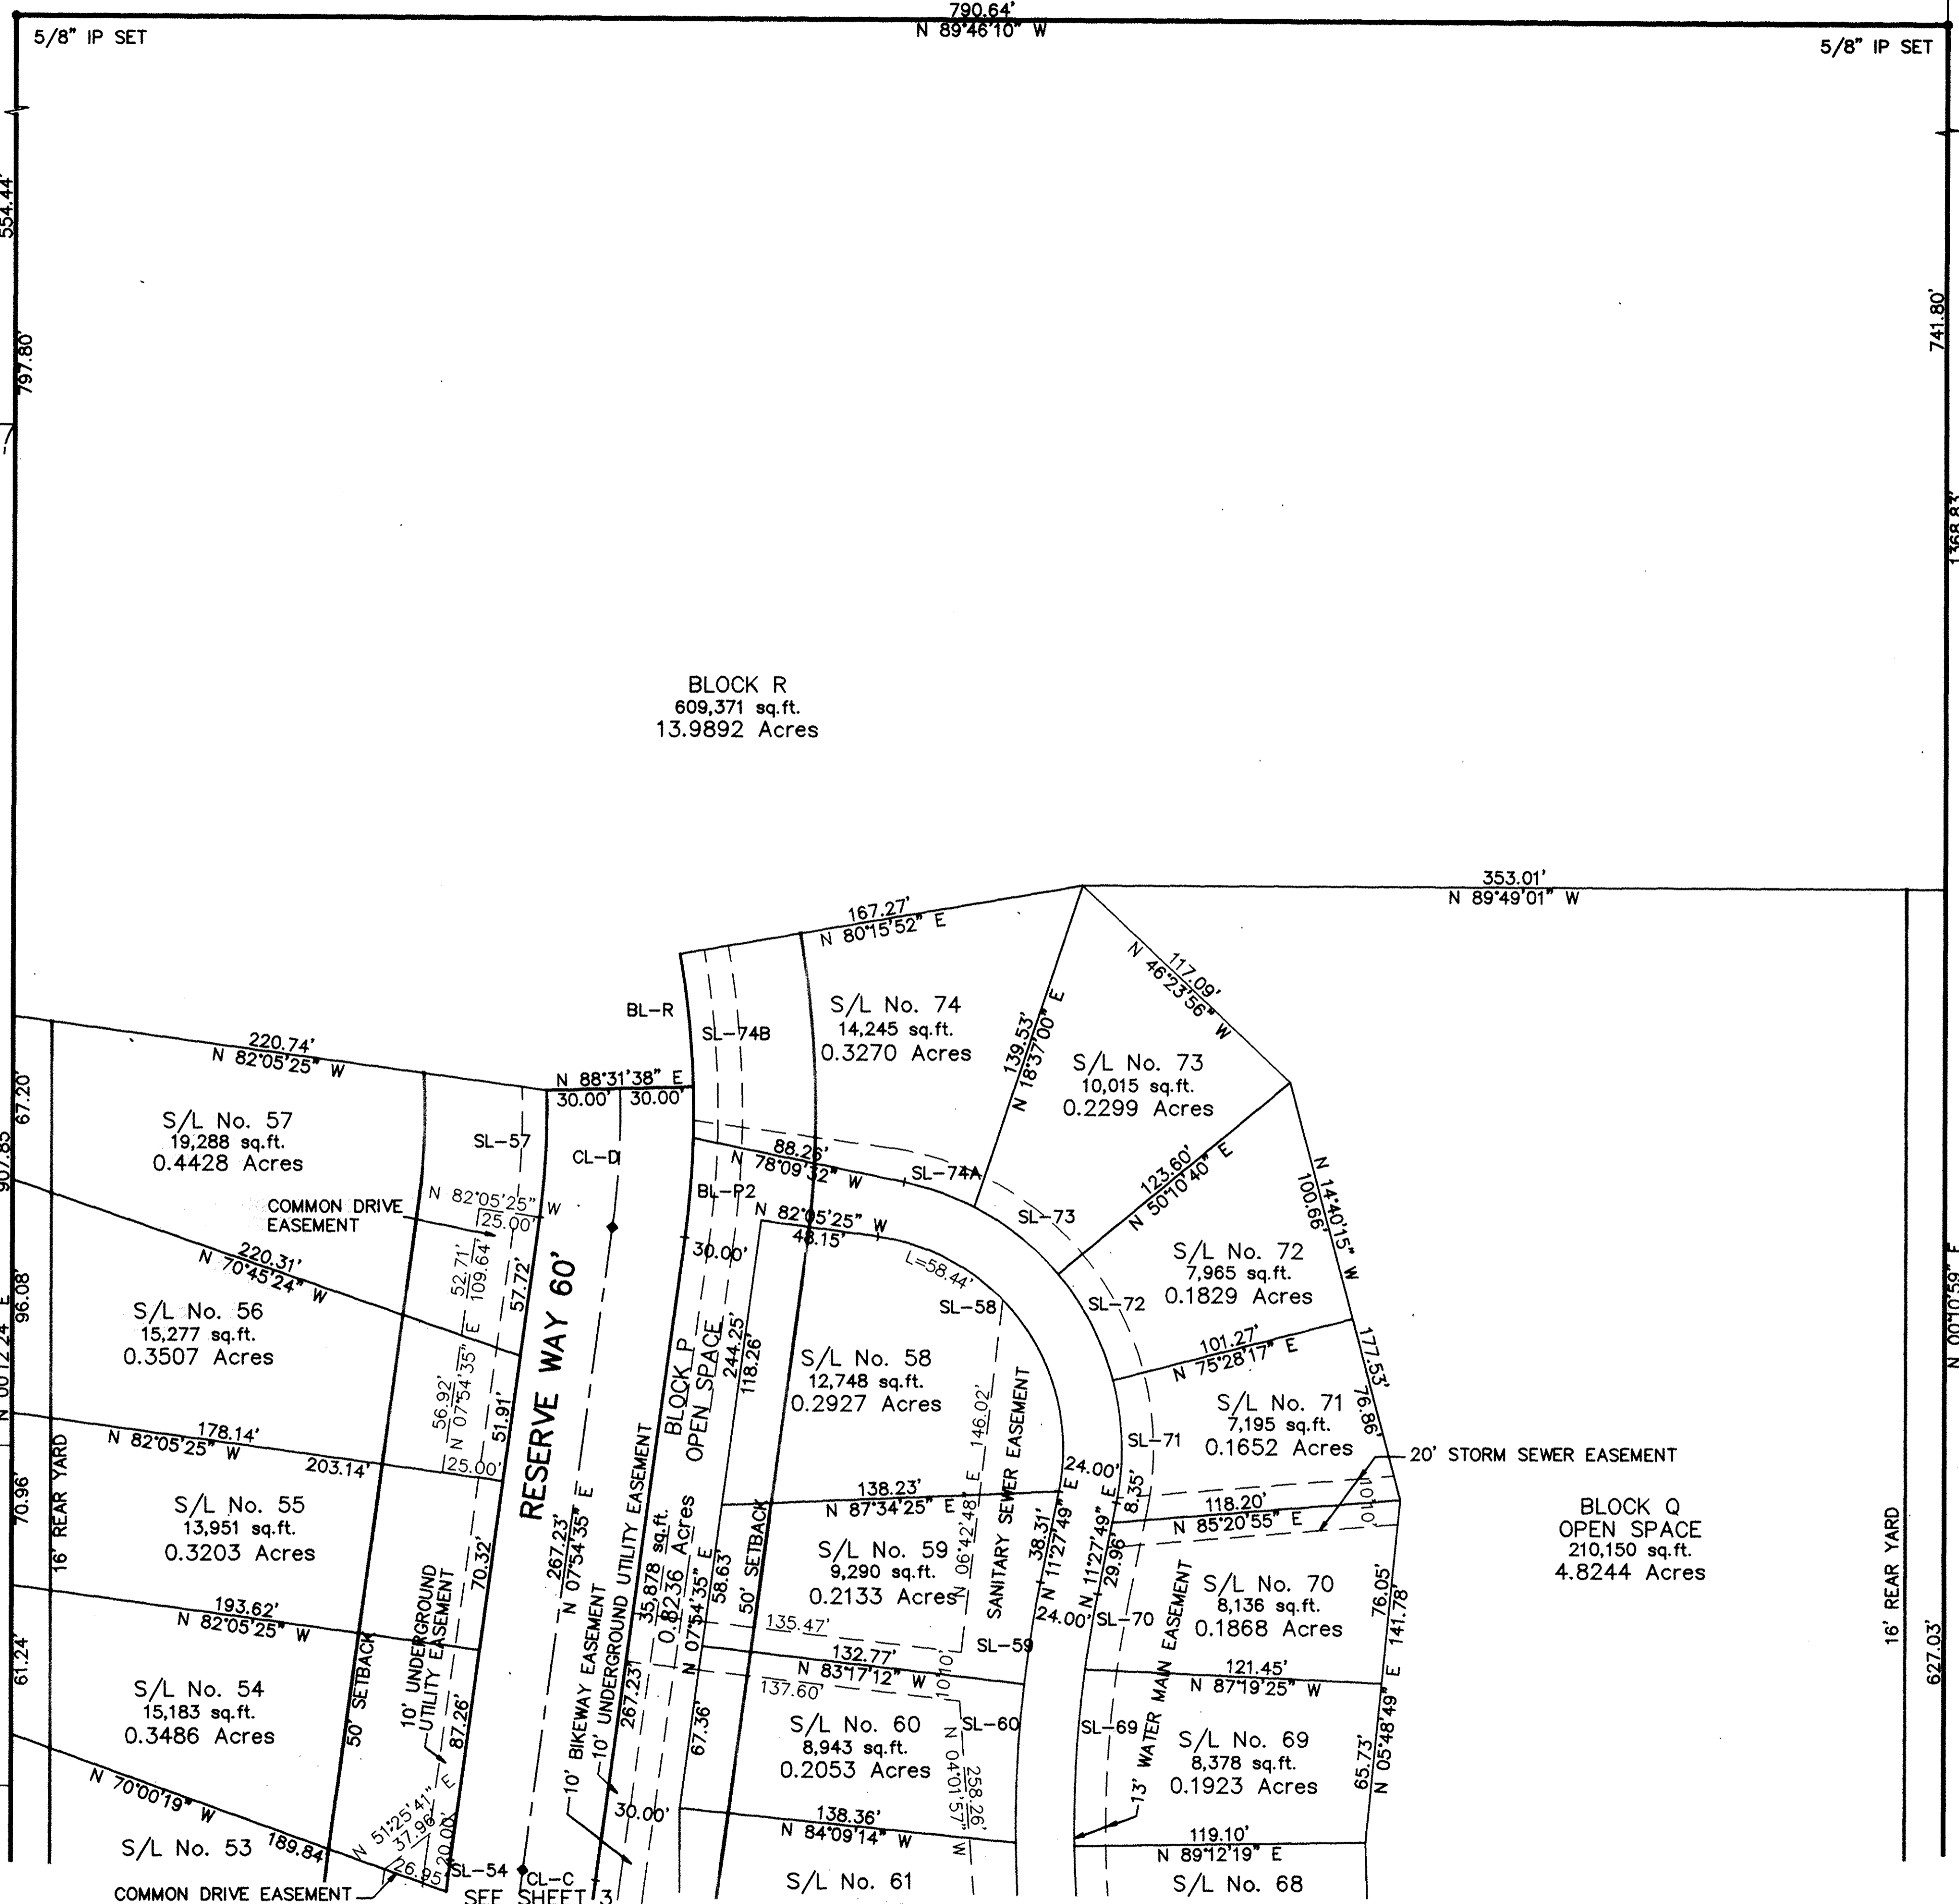 790.64'
N 89°46'10" W
5/8" IP SET
5/8" IP SET
554.44'
797.80'
741.80'
1368.83'
BLOCK R
609,371 sq.ft.
13.9892 Acres
353.01'
N 89°49'01" W
167.27'
N 80°15'52" E
117.09'
N 46°23'56" W
BL-R
SL-74B
S/L No. 74
14,245 sq.ft.
0.3270 Acres
139.53'
N 18°37'00" E
S/L No. 73
10,015 sq.ft.
0.2299 Acres
220.74'
N 82°05'25" W
N 88°31'38" E
30.00'
30.00'
67.20'
907.85'
S/L No. 57
19,288 sq.ft.
0.4428 Acres
SL-57
CL-D
88.26'
N 78°09'32" W
SL-74A
123.60'
N 50°10'40" E
N 14°40'15" W
100.66'
COMMON DRIVE
EASEMENT
N 82°05'25" W
25.00'
BL-P2
N 82°05'25" W
48.15'
SL-73
30.00'
L=58.44'
220.31'
N 70°45'24" W
52.71'
109.64'
57.72'
RESERVE WAY 60'
S/L No. 72
7,965 sq.ft.
0.1829 Acres
SL-58
SL-72
N 00°10'59" E
96.08'
N 00°12'24" E
S/L No. 56
15,277 sq.ft.
0.3507 Acres
56.92'
N 07°54'35" E
51.91'
BLOCK P
OPEN SPACE
35,878 sq.ft.
0.8236 Acres
244.25'
118.26'
S/L No. 58
12,748 sq.ft.
0.2927 Acres
146.02'
N 09°42'48" E
SANITARY SEWER EASEMENT
101.27'
N 75°28'17" E
177.53'
76.86'
S/L No. 71
7,195 sq.ft.
0.1652 Acres
SL-71
20' STORM SEWER EASEMENT
178.14'
N 82°05'25" W
203.14'
25.00'
16' REAR YARD
70.96'
S/L No. 55
13,951 sq.ft.
0.3203 Acres
70.32'
267.23'
N 07°54'35" E
138.23'
N 87°34'25" E
24.00'
8.35'
38.31'
N 11°27'49" E
N 11°27'49" E
29.96'
118.20'
N 85°20'55" E
10'
10'
BLOCK Q
OPEN SPACE
210,150 sq.ft.
4.8244 Acres
16' REAR YARD
S/L No. 59
9,290 sq.ft.
0.2133 Acres
58.63'
N 07°54'35" E
50' SETBACK
S/L No. 70
8,136 sq.ft.
0.1868 Acres
76.05'
141.78'
193.62'
N 82°05'25" W
10' UNDERGROUND
UTILITY EASEMENT
10' BIKEWAY EASEMENT
10' UNDERGROUND UTILITY EASEMENT
135.47
24.00'
SL-70
SL-59
132.77'
N 83°17'12" W
137.60
10'
10'
121.45'
N 87°19'25" W
61.24'
627.03'
S/L No. 54
15,183 sq.ft.
0.3486 Acres
50' SETBACK
87.26'
267.23'
67.36'
S/L No. 60
8,943 sq.ft.
0.2053 Acres
SL-60
N 04°01'57" W
258.26'
SL-69
13' WATER MAIN EASEMENT
S/L No. 69
8,378 sq.ft.
0.1923 Acres
65.73'
N 05°48'49" E
N 70°00'19" W
189.84'
N 51°25'41" E
37.96'
20.00'
26.95'
30.00'
138.36'
N 84°09'14" W
119.10'
N 89°12'19" E
S/L No. 53
SL-54
CL-C
S/L No. 61
S/L No. 68
COMMON DRIVE EASEMENT
SEE SHEET 3